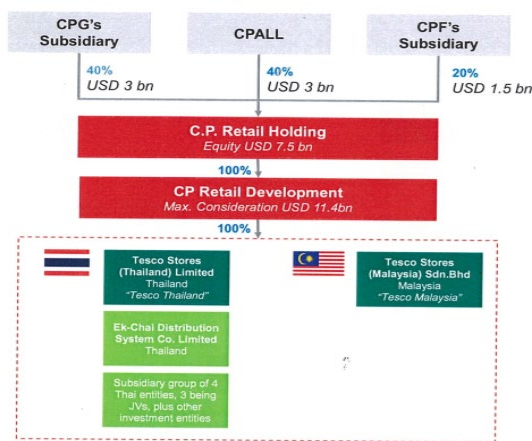 CPG's
Subsidiary
CPALL
CPF's
Subsidiary
40%
USD 3 bn
40%
USD 3 bn
20%
USD 1.5 bn
C.P. Retail Holding
Equity USD 7.5 bn
100%
CP Retail Development
Max. Consideration USD 11.4bn
100%
Tesco Stores
(Thailand) Limited
Thailand
"Tesco Thailand"
Tesco Stores
(Malaysia) Sdn.Bhd
Malaysia
"Tesco Malaysia"
Ek-Chai Distribution
System Co. Limited
Thailand
Subsidiary group of 4
Thai entities, 3 being
JVs, plus other
investment entities